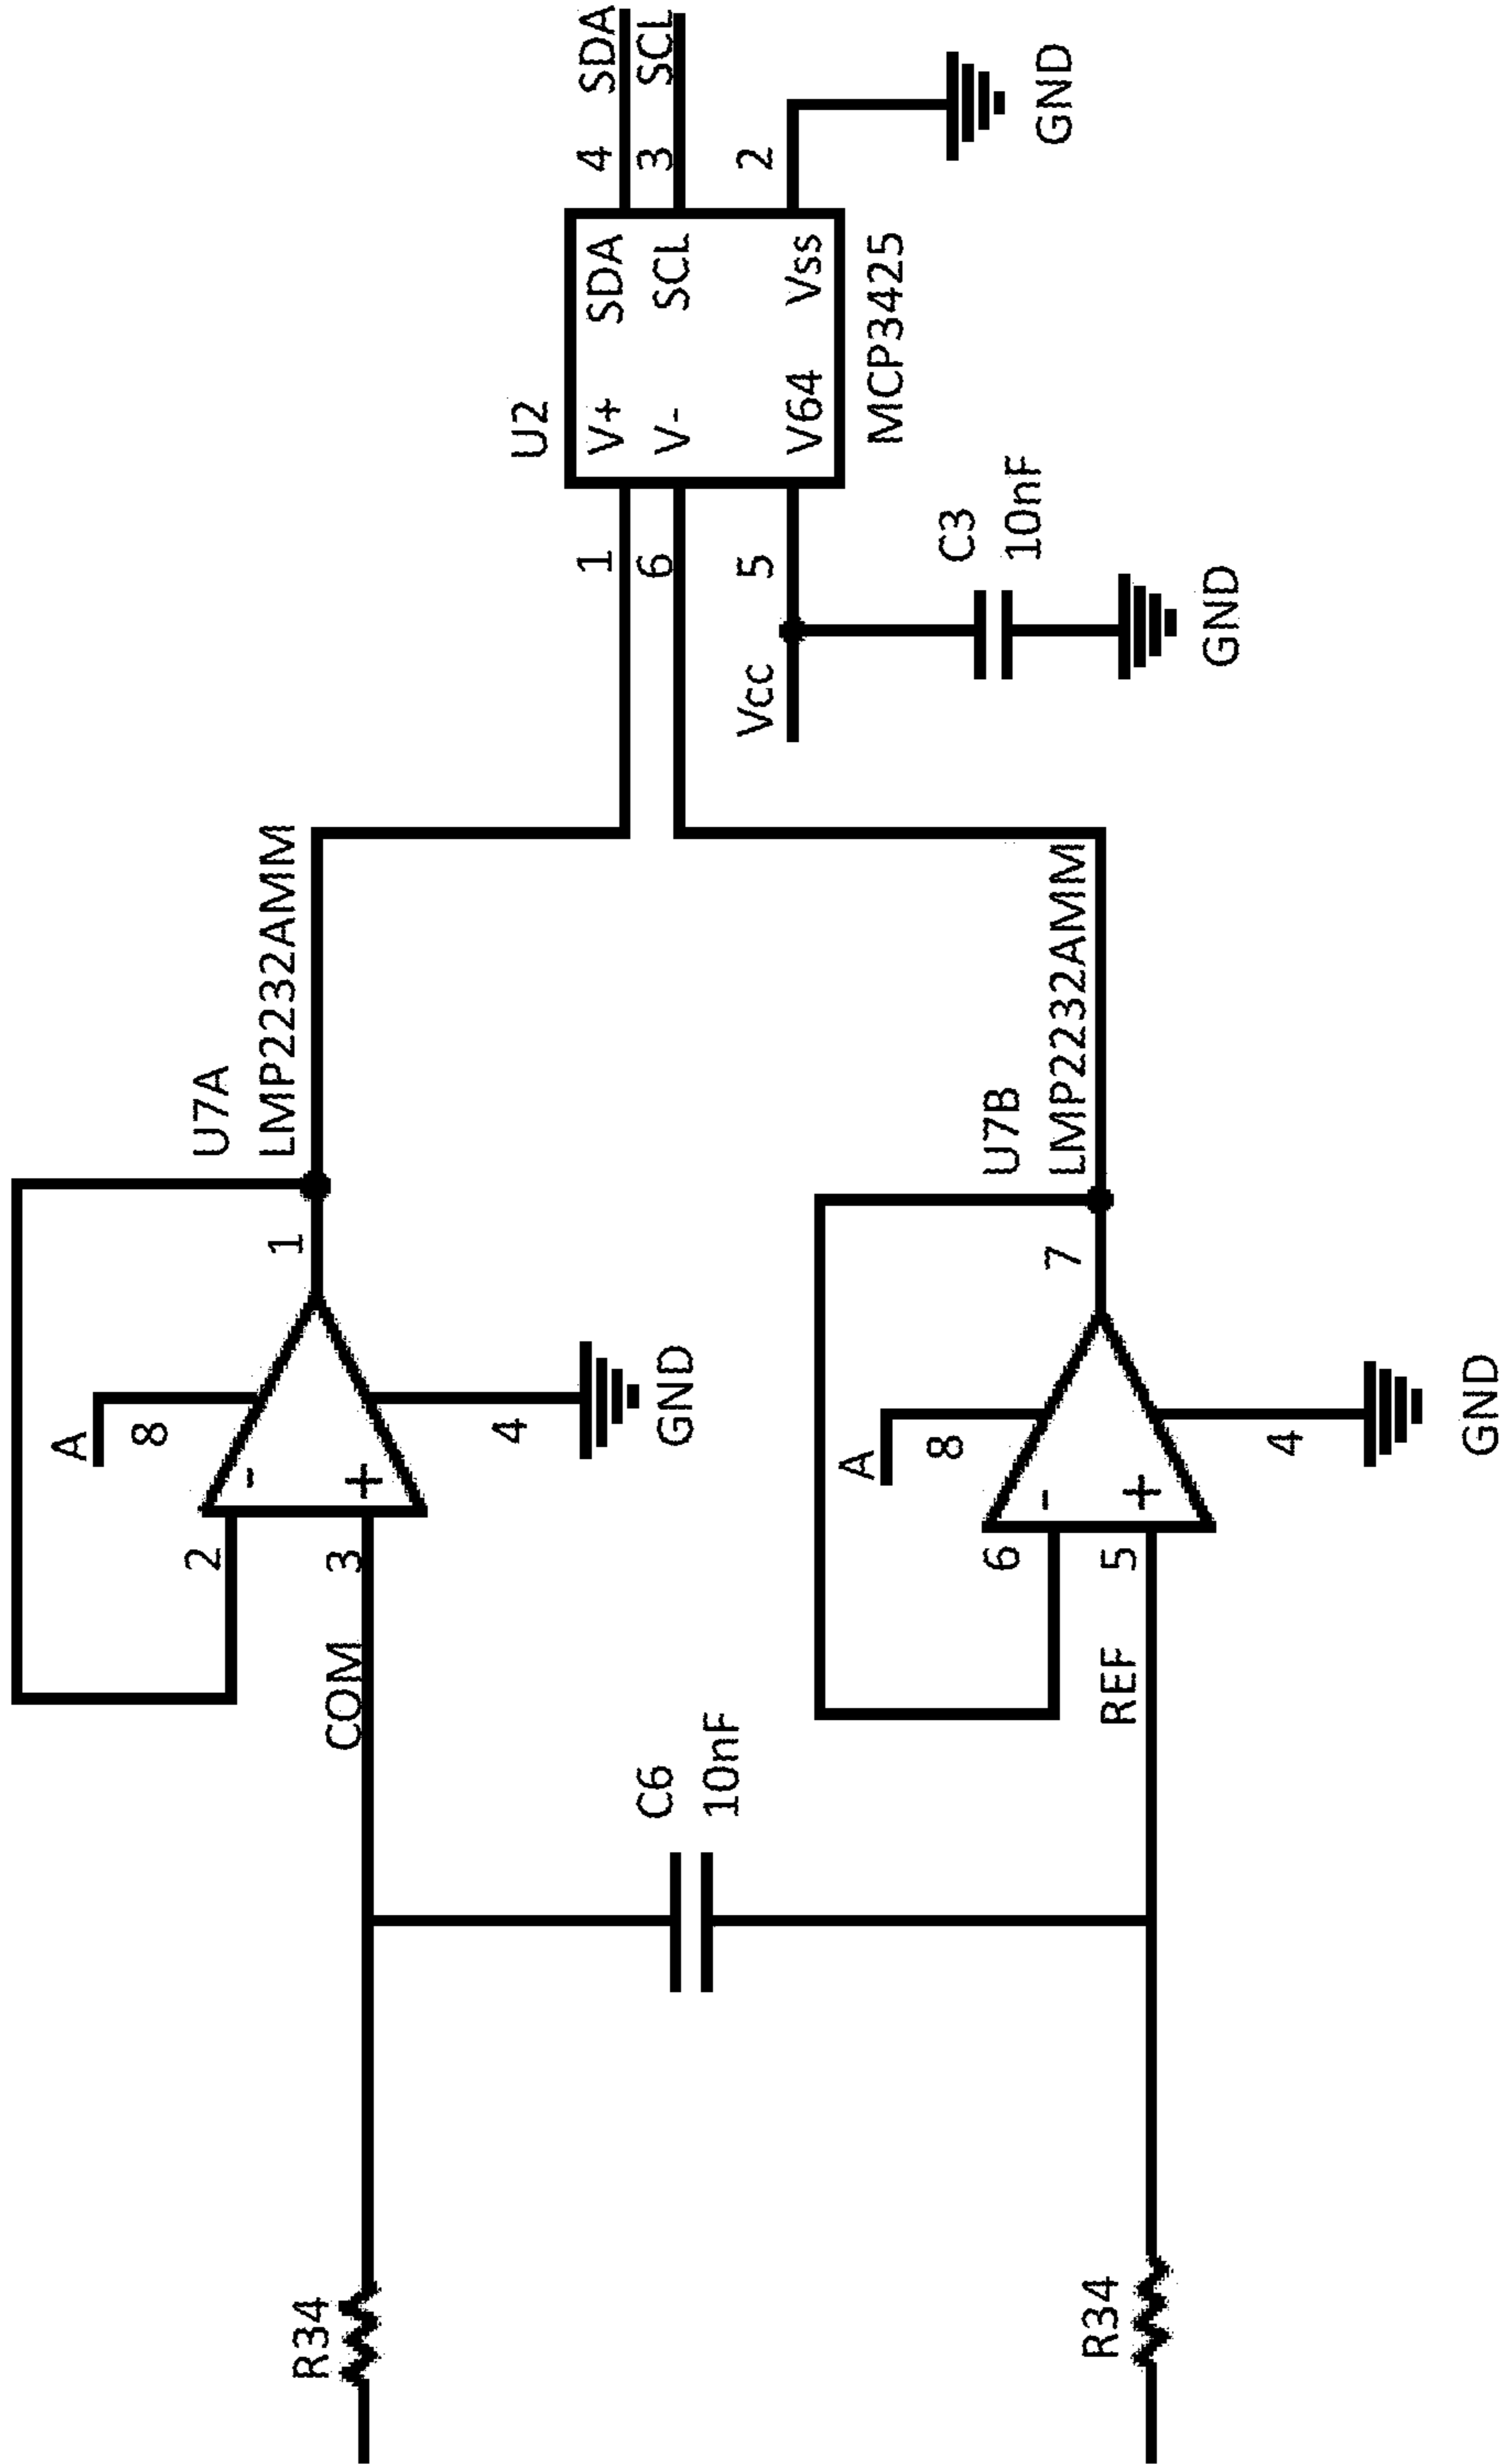 U7A
LMP2232AMM
A
8
2
-
1
R34
COM
3
+
4
GND
C6
10nF
U2
1
V+
SDA
4
SDA
6
V-
SCL
3
SCL
Vcc
5
V64
Vss
2
MCP3425
GND
C3
10nF
GND
U7B
LMP2232AMM
A
8
6
-
7
R34
REF
5
+
4
GND